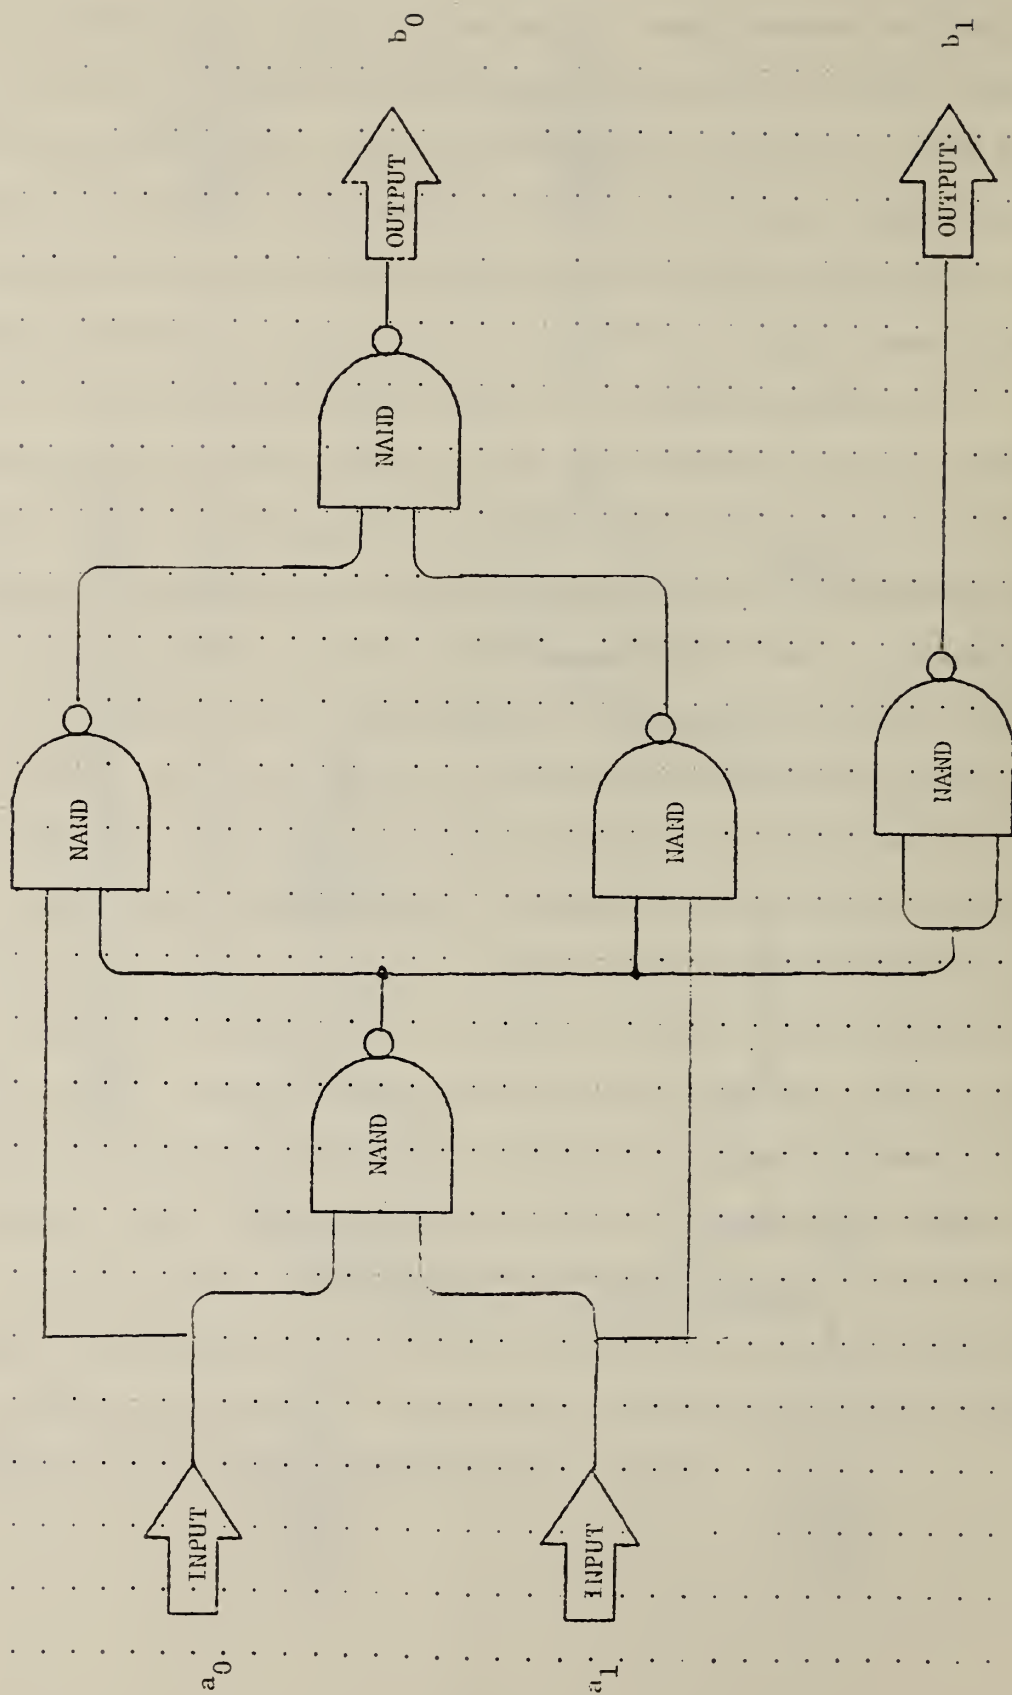 a0
INPUT
a1
INPUT
NAND
NAND
NAND
NAND
NAND
OUTPUT
b0
OUTPUT
b1